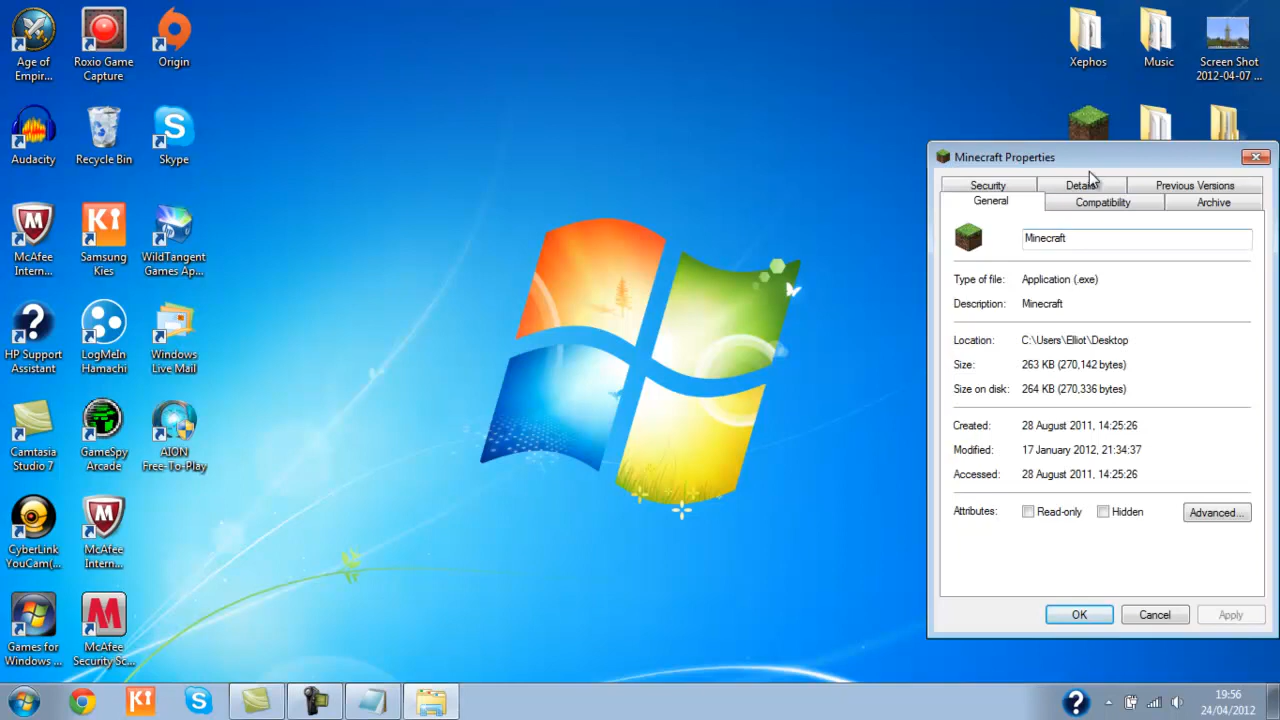 Age of
Empir...
Roxio Game
Capture
Origin
Audacity
Recycle Bin
Skype
McAfee
Intern...
Samsung
Kies
WildTangent
Games Ap...
HP Support
Assistant
LogMeIn
Hamachi
Windows
Live Mail
Camtasia
Studio 7
GameSpy
Arcade
AION
Free-To-Play
CyberLink
YouCam(...
McAfee
Intern...
Games for
Windows ...
McAfee
Security Sc...
Xephos
Music
Screen Shot
2012-04-07 ...
Minecraft Properties
Security
Details
Previous Versions
General
Compatibility
Archive
Minecraft
Type of file: Application (.exe)
Description: Minecraft
Location: C:\Users\Elliot\Desktop
Size: 263 KB (270,142 bytes)
Size on disk: 264 KB (270,336 bytes)
Created: 28 August 2011, 14:25:26
Modified: 17 January 2012, 21:34:37
Accessed: 28 August 2011, 14:25:26
Attributes: Read-only Hidden Advanced...
OK Cancel Apply
19:56
24/04/2012